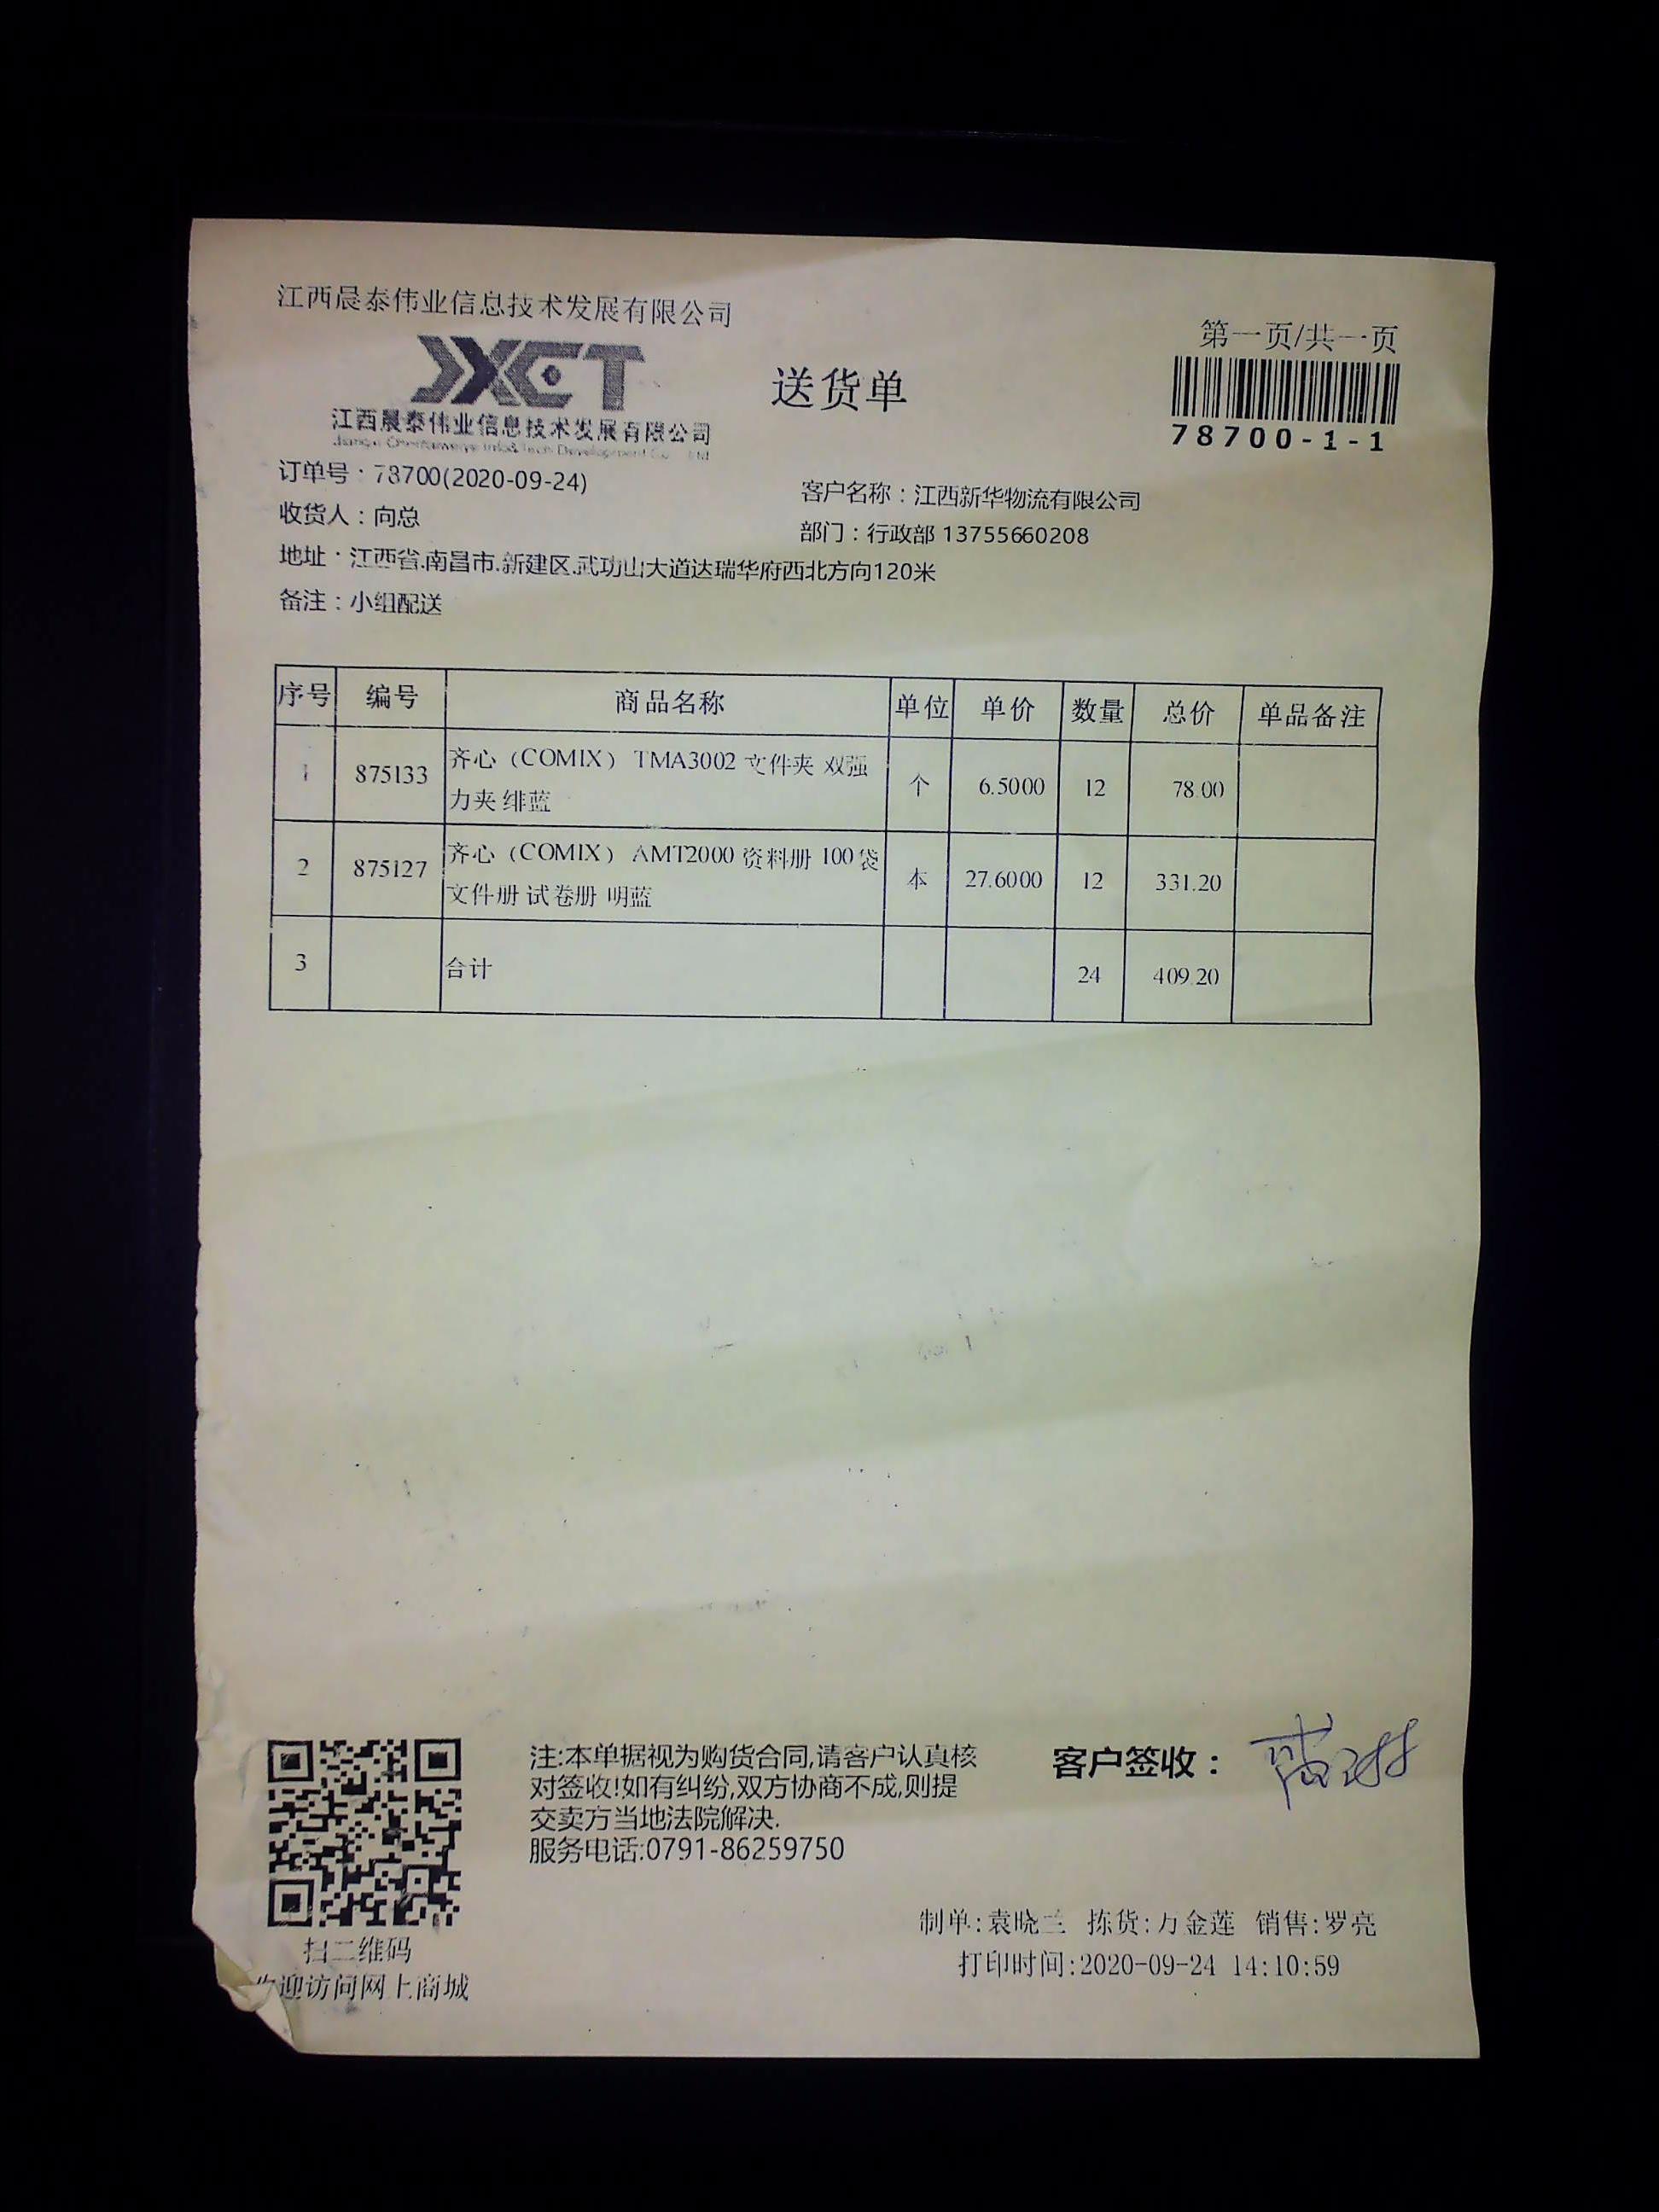 江西晨泰伟业信息技术发展有限公司
第一页/共一页
JXCT
送货单
江西晨泰伟业信息技术发展有限公司
78700-1-1
订单号：78700(2020-09-24)
客户名称：江西新华物流有限公司
收货人：向总
部门：行政部 13755660208
地址：江西省.南昌市.新建区.武功山大道达瑞华府西北方向120米
备注：小组配送
序号 编号 商品名称 单位 单价 数量 总价 单品备注
1 875133 齐心（COMIX） TMA3002 文件夹 双强 个 6.5000 12 78.00
力夹 绯蓝
2 875127 齐心（COMIX） AMT2000 资料册 100袋 本 27.6000 12 331.20
文件册 试卷册 明蓝
3 合计 24 409.20
注:本单据视为购货合同,请客户认真核
对签收!如有纠纷,双方协商不成,则提
交卖方当地法院解决.
服务电话:0791-86259750
客户签收：
制单:袁晓兰 拣货:万金莲 销售:罗亮
打印时间:2020-09-24 14:10:59
扫二维码
迎访问网上商城